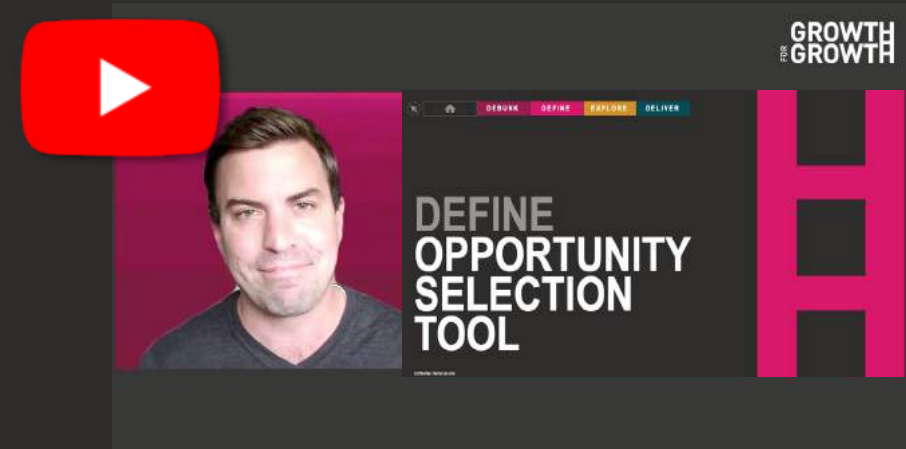 GROWTH
FOR GROWTH
DEBUNK DEFINE EXPLORE DELIVER
DEFINE
OPPORTUNITY
SELECTION
TOOL